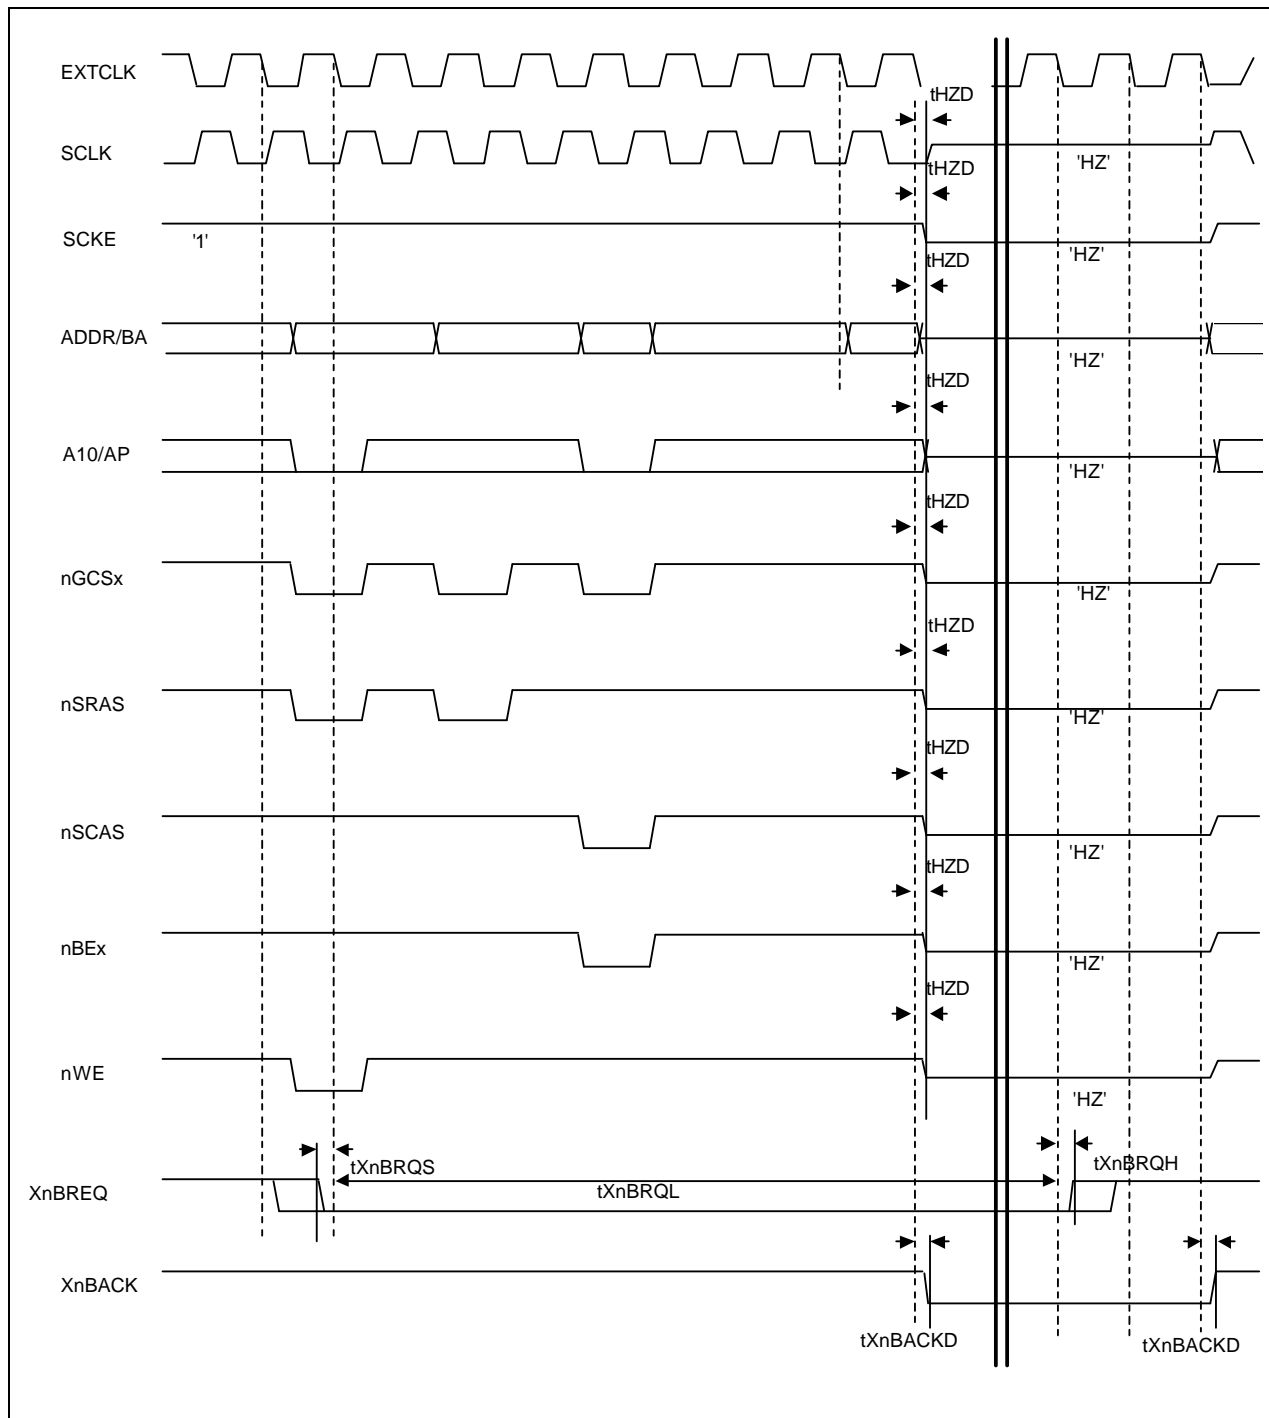 EXTCLK
tHZD
SCLK
'HZ'
tHZD
SCKE
'1'
'HZ'
tHZD
ADDR/BA
'HZ'
tHZD
A10/AP
'HZ'
tHZD
nGCSx
'HZ'
tHZD
nSRAS
'HZ'
tHZD
nSCAS
'HZ'
tHZD
nBEx
'HZ'
tHZD
nWE
'HZ'
tXnBRQS
tXnBRQH
XnBREQ
tXnBRQL
XnBACK
tXnBACKD
tXnBACKD